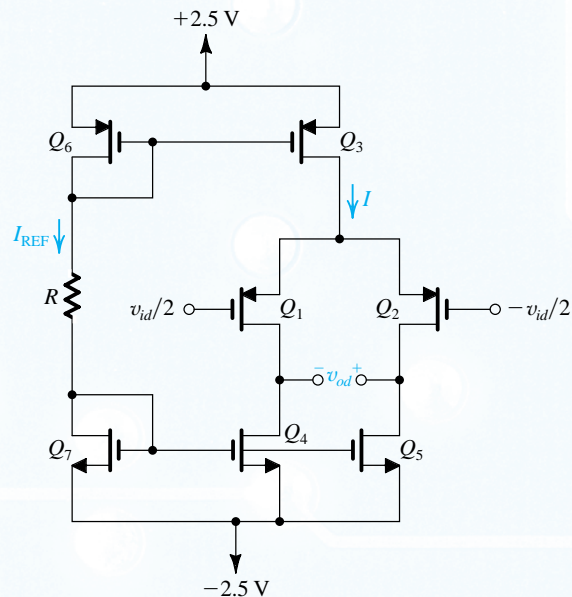 +2.5 V
Q6
Q3
I
IREF
R
vid/2
Q1
Q2
−vid/2
− vod +
Q7
Q4
Q5
−2.5 V